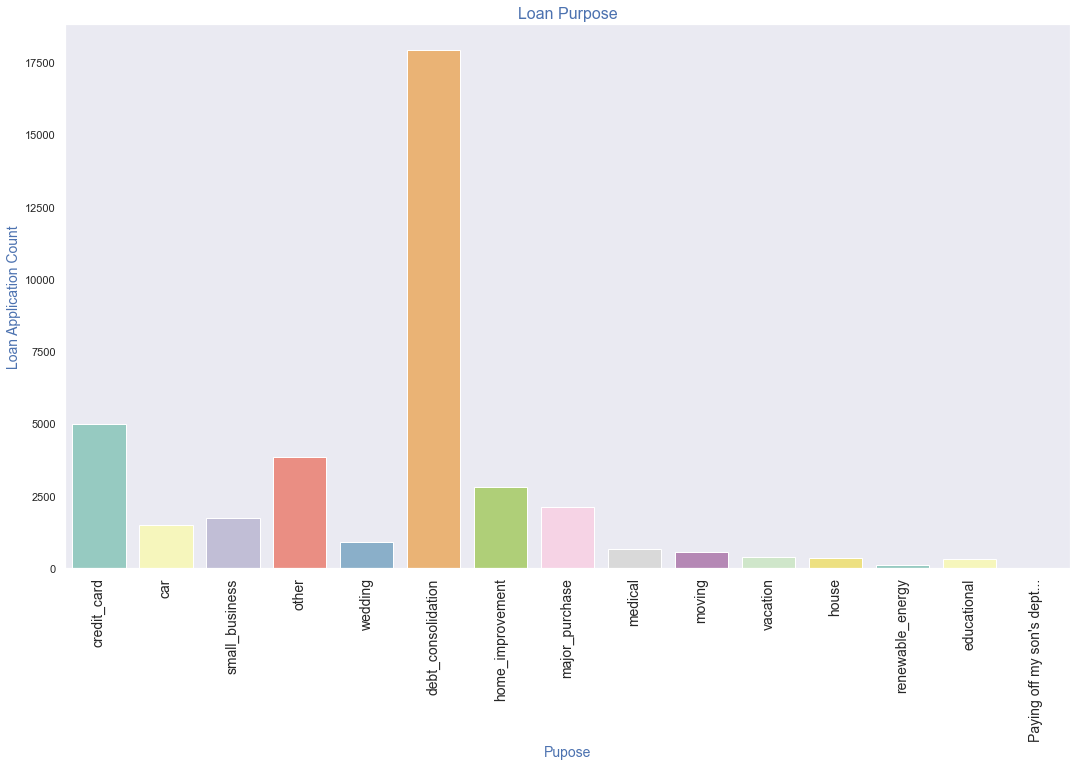 Loan Purpose
Loan Application Count
17500
15000
12500
10000
7500
5000
2500
0
credit_card
car
small_business
other
wedding
debt_consolidation
home_improvement
major_purchase
medical
moving
vacation
house
renewable_energy
educational
Paying off my son's dept...
Pupose